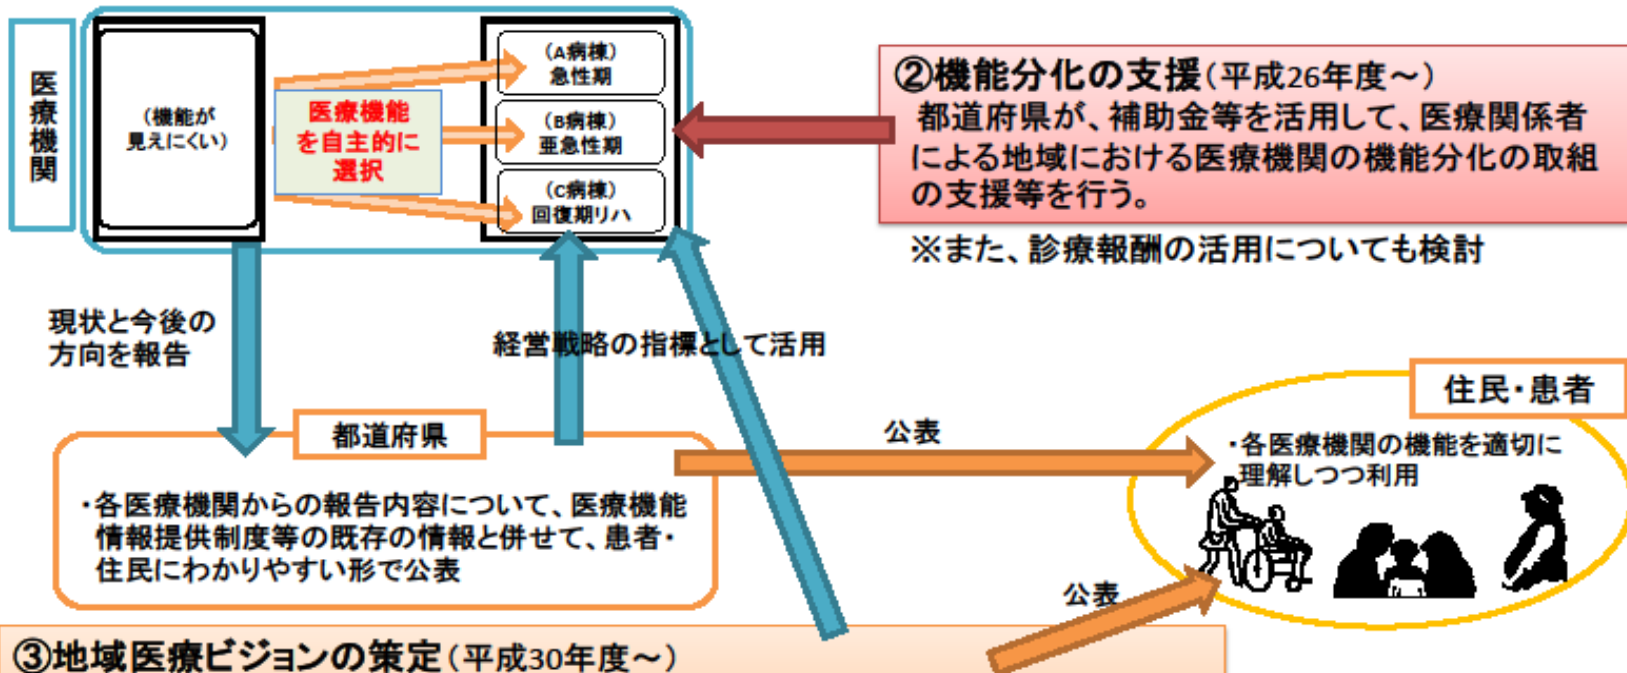 医療機関
(機能が
見えにくい)
医療機能
を自主的に
選択
(A病棟)
急性期
(B病棟)
亜急性期
(C病棟)
回復期リハ
②機能分化の支援(平成26年度～)
都道府県が、補助金等を活用して、医療関係者
による地域における医療機関の機能分化の取組
の支援等を行う。
※また、診療報酬の活用についても検討
現状と今後の
方向を報告
経営戦略の指標として活用
都道府県
・各医療機関からの報告内容について、医療機能
情報提供制度等の既存の情報と併せて、患者・
住民にわかりやすい形で公表
公表
住民・患者
・各医療機関の機能を適切に
理解しつつ利用
公表
③地域医療ビジョンの策定(平成30年度～)